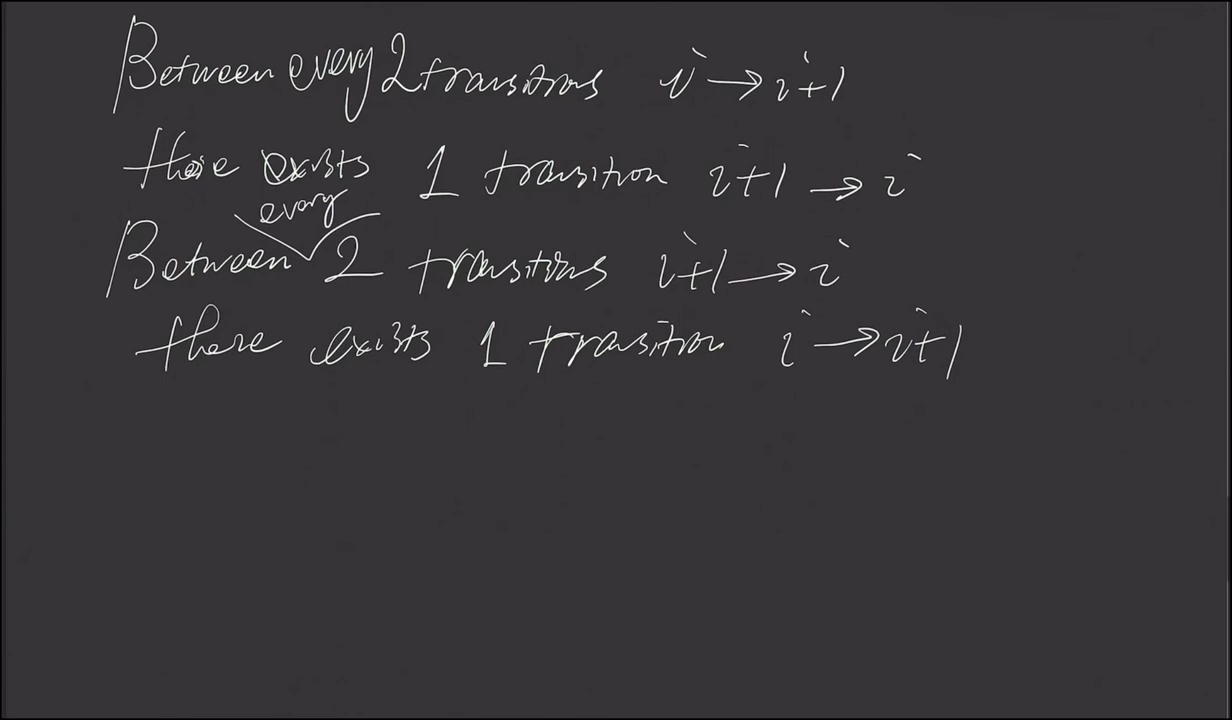 Between every 2 transitions i → i+1
there exists 1 transition i+1 → i
Between every 2 transitions i+1 → i
there exists 1 transition i → i+1